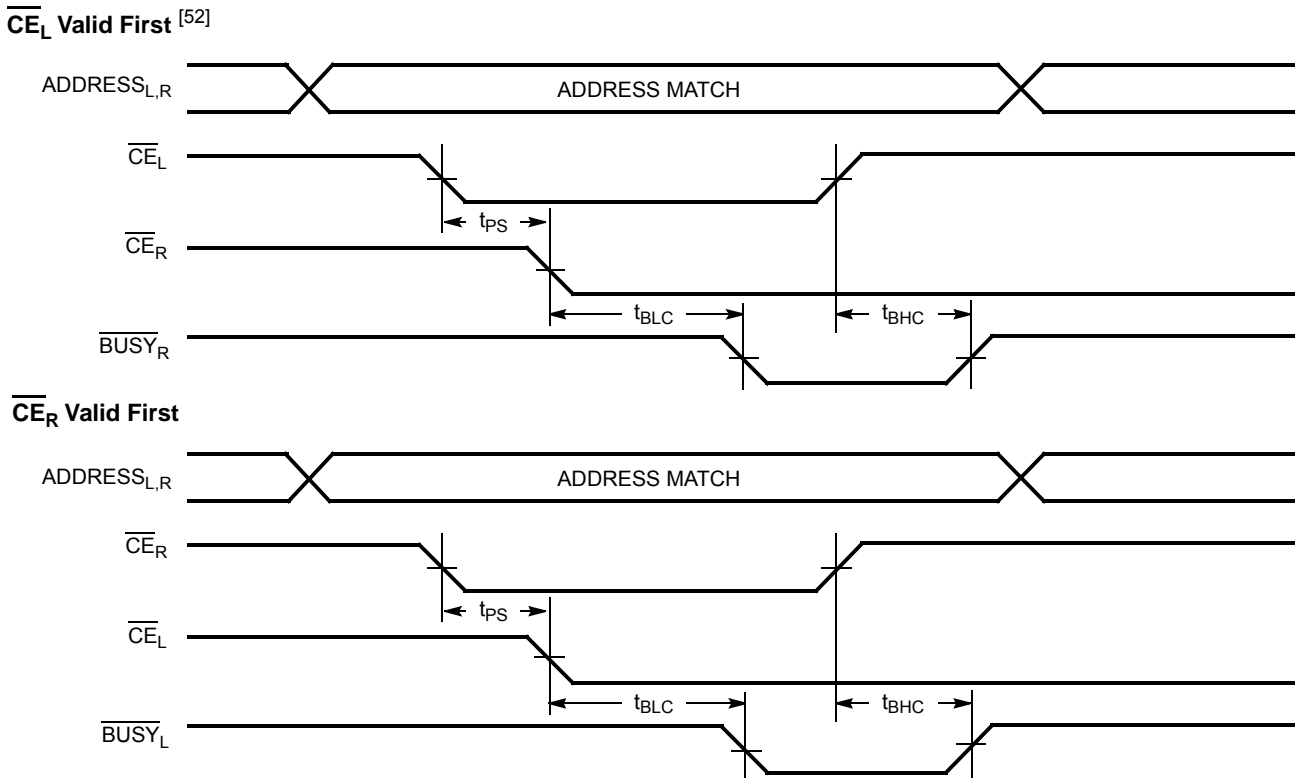 CEL Valid First [52]
ADDRESSL,R
ADDRESS MATCH
CEL
tPS
CER
tBLC
tBHC
BUSYR
CER Valid First
ADDRESSL,R
ADDRESS MATCH
CER
tPS
CEL
tBLC
tBHC
BUSYL